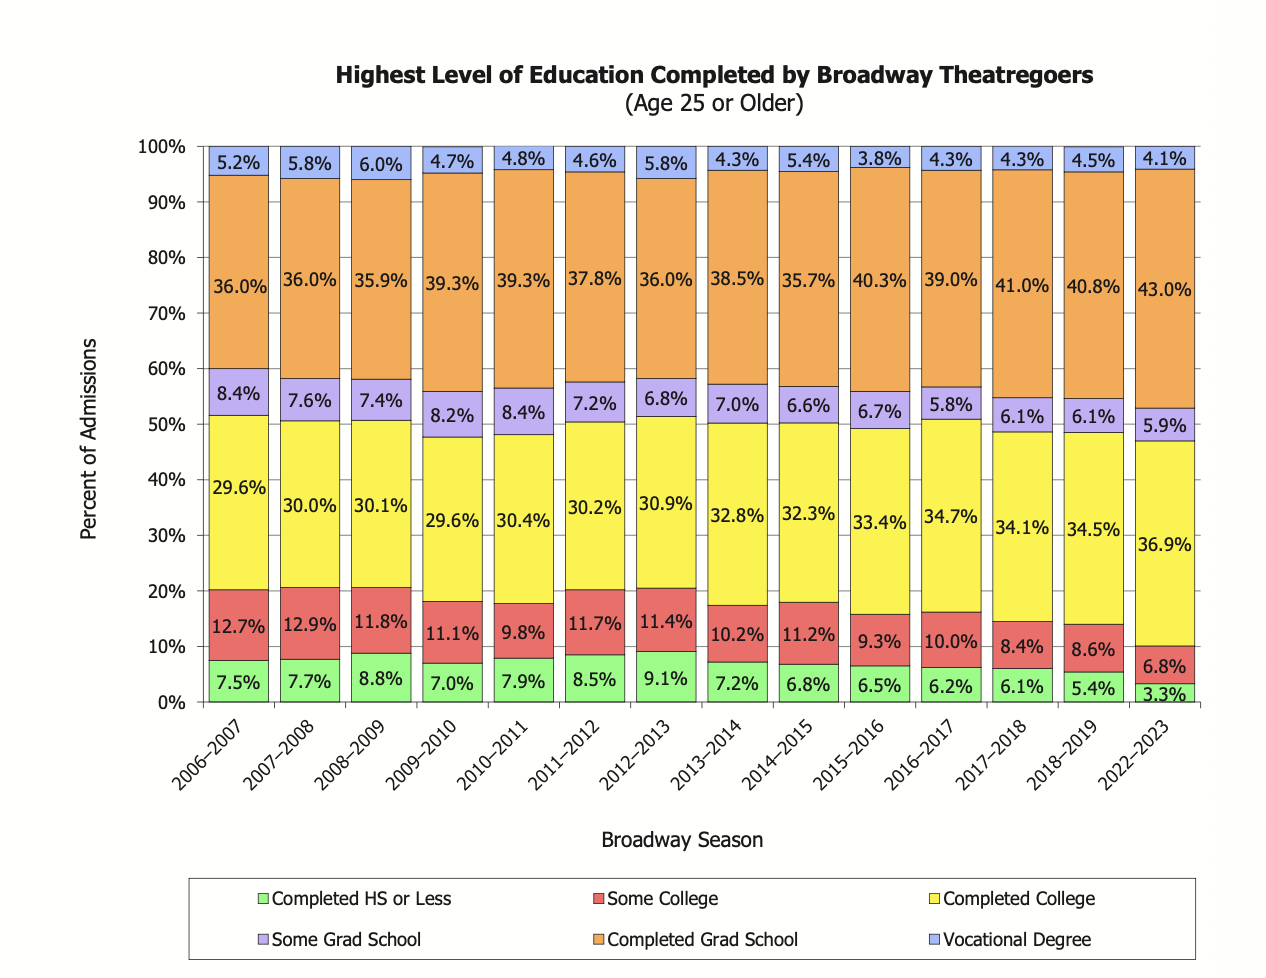 Highest Level of Education Completed by Broadway Theatregoers
(Age 25 or Older)
100%
90%
80%
70%
60%
50%
40%
30%
20%
10%
0%
Percent of Admissions
5.2% 5.8% 6.0% 4.7% 4.8% 4.6% 5.8% 4.3% 5.4% 3.8% 4.3% 4.3% 4.5% 4.1%
36.0% 36.0% 35.9% 39.3% 39.3% 37.8% 36.0% 38.5% 35.7% 40.3% 39.0% 41.0% 40.8% 43.0%
8.4% 7.6% 7.4% 8.2% 8.4% 7.2% 6.8% 7.0% 6.6% 6.7% 5.8% 6.1% 6.1% 5.9%
29.6% 30.0% 30.1% 29.6% 30.4% 30.2% 30.9% 32.8% 32.3% 33.4% 34.7% 34.1% 34.5% 36.9%
12.7% 12.9% 11.8% 11.1% 9.8% 11.7% 11.4% 10.2% 11.2% 9.3% 10.0% 8.4% 8.6% 6.8%
7.5% 7.7% 8.8% 7.0% 7.9% 8.5% 9.1% 7.2% 6.8% 6.5% 6.2% 6.1% 5.4% 3.3%
2006–2007 2007–2008 2008–2009 2009–2010 2010–2011 2011–2012 2012–2013 2013–2014 2014–2015 2015–2016 2016–2017 2017–2018 2018–2019 2022–2023
Broadway Season
Completed HS or Less Some College Completed College
Some Grad School Completed Grad School Vocational Degree